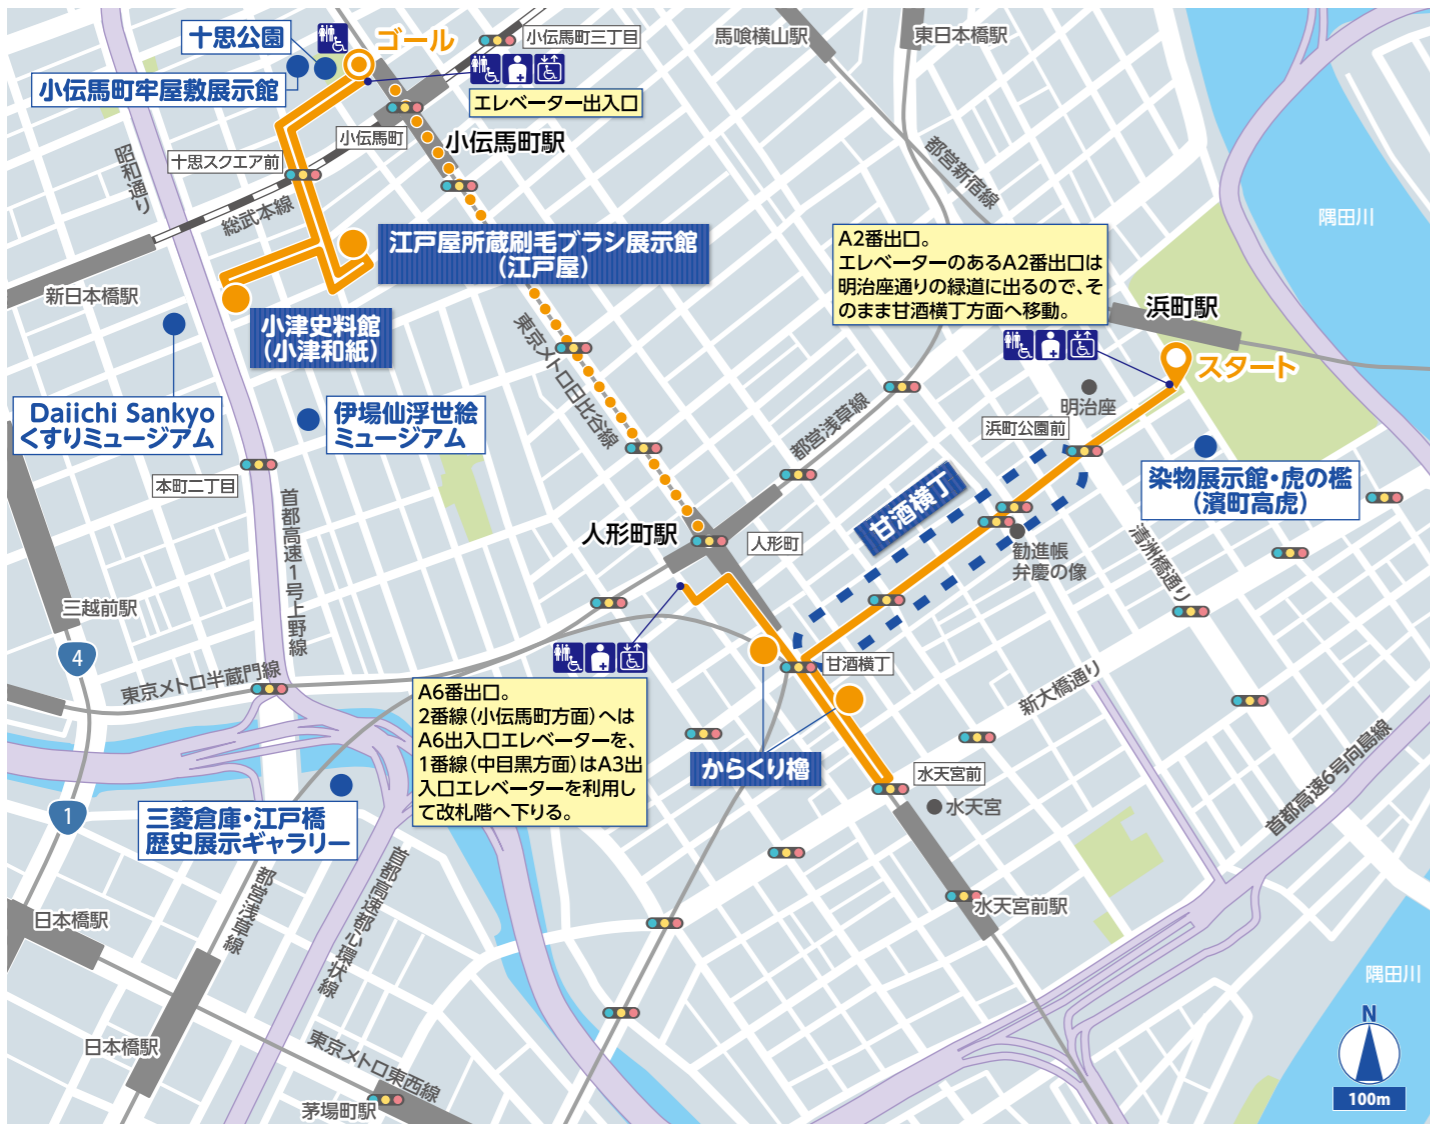 十思公園
ゴール
小伝馬町三丁目
馬喰横山駅
東日本橋駅
小伝馬町牢屋敷展示館
エレベーター出入口
小伝馬町
小伝馬町駅
十思スクエア前
昭和通り
総武本線
都営新宿線
隅田川
江戸屋所蔵刷毛ブラシ展示館
(江戸屋)
A2番出口。
エレベーターのあるA2番出口は
明治座通りの緑道に出るので、そ
のまま甘酒横丁方面へ移動。
新日本橋駅
浜町駅
小津史料館
(小津和紙)
東京メトロ日比谷線
スタート
明治座
Daiichi Sankyo
くすりミュージアム
伊場仙浮世絵
ミュージアム
都営浅草線
浜町公園前
本町二丁目
甘酒横丁
染物展示館・虎の檻
(濱町高虎)
首都高速1号上野線
人形町駅
人形町
勧進帳
弁慶の像
清洲橋通り
三越前駅
4
東京メトロ半蔵門線
甘酒横丁
新大橋通り
A6番出口。
2番線(小伝馬町方面)へは
A6出入口エレベーターを、
1番線(中目黒方面)はA3出
入口エレベーターを利用し
て改札階へ下りる。
からくり櫓
水天宮前
水天宮
首都高速6号向島線
1
三菱倉庫・江戸橋
歴史展示ギャラリー
都営浅草線
首都高速都心環状線
日本橋駅
水天宮前駅
隅田川
日本橋駅
東京メトロ東西線
茅場町駅
N
100m